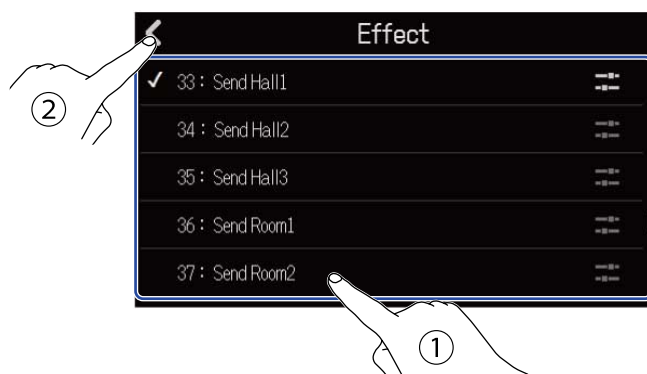 Effect
②
✓ 33 : Send Hall1
34 : Send Hall2
35 : Send Hall3
36 : Send Room1
37 : Send Room2
①